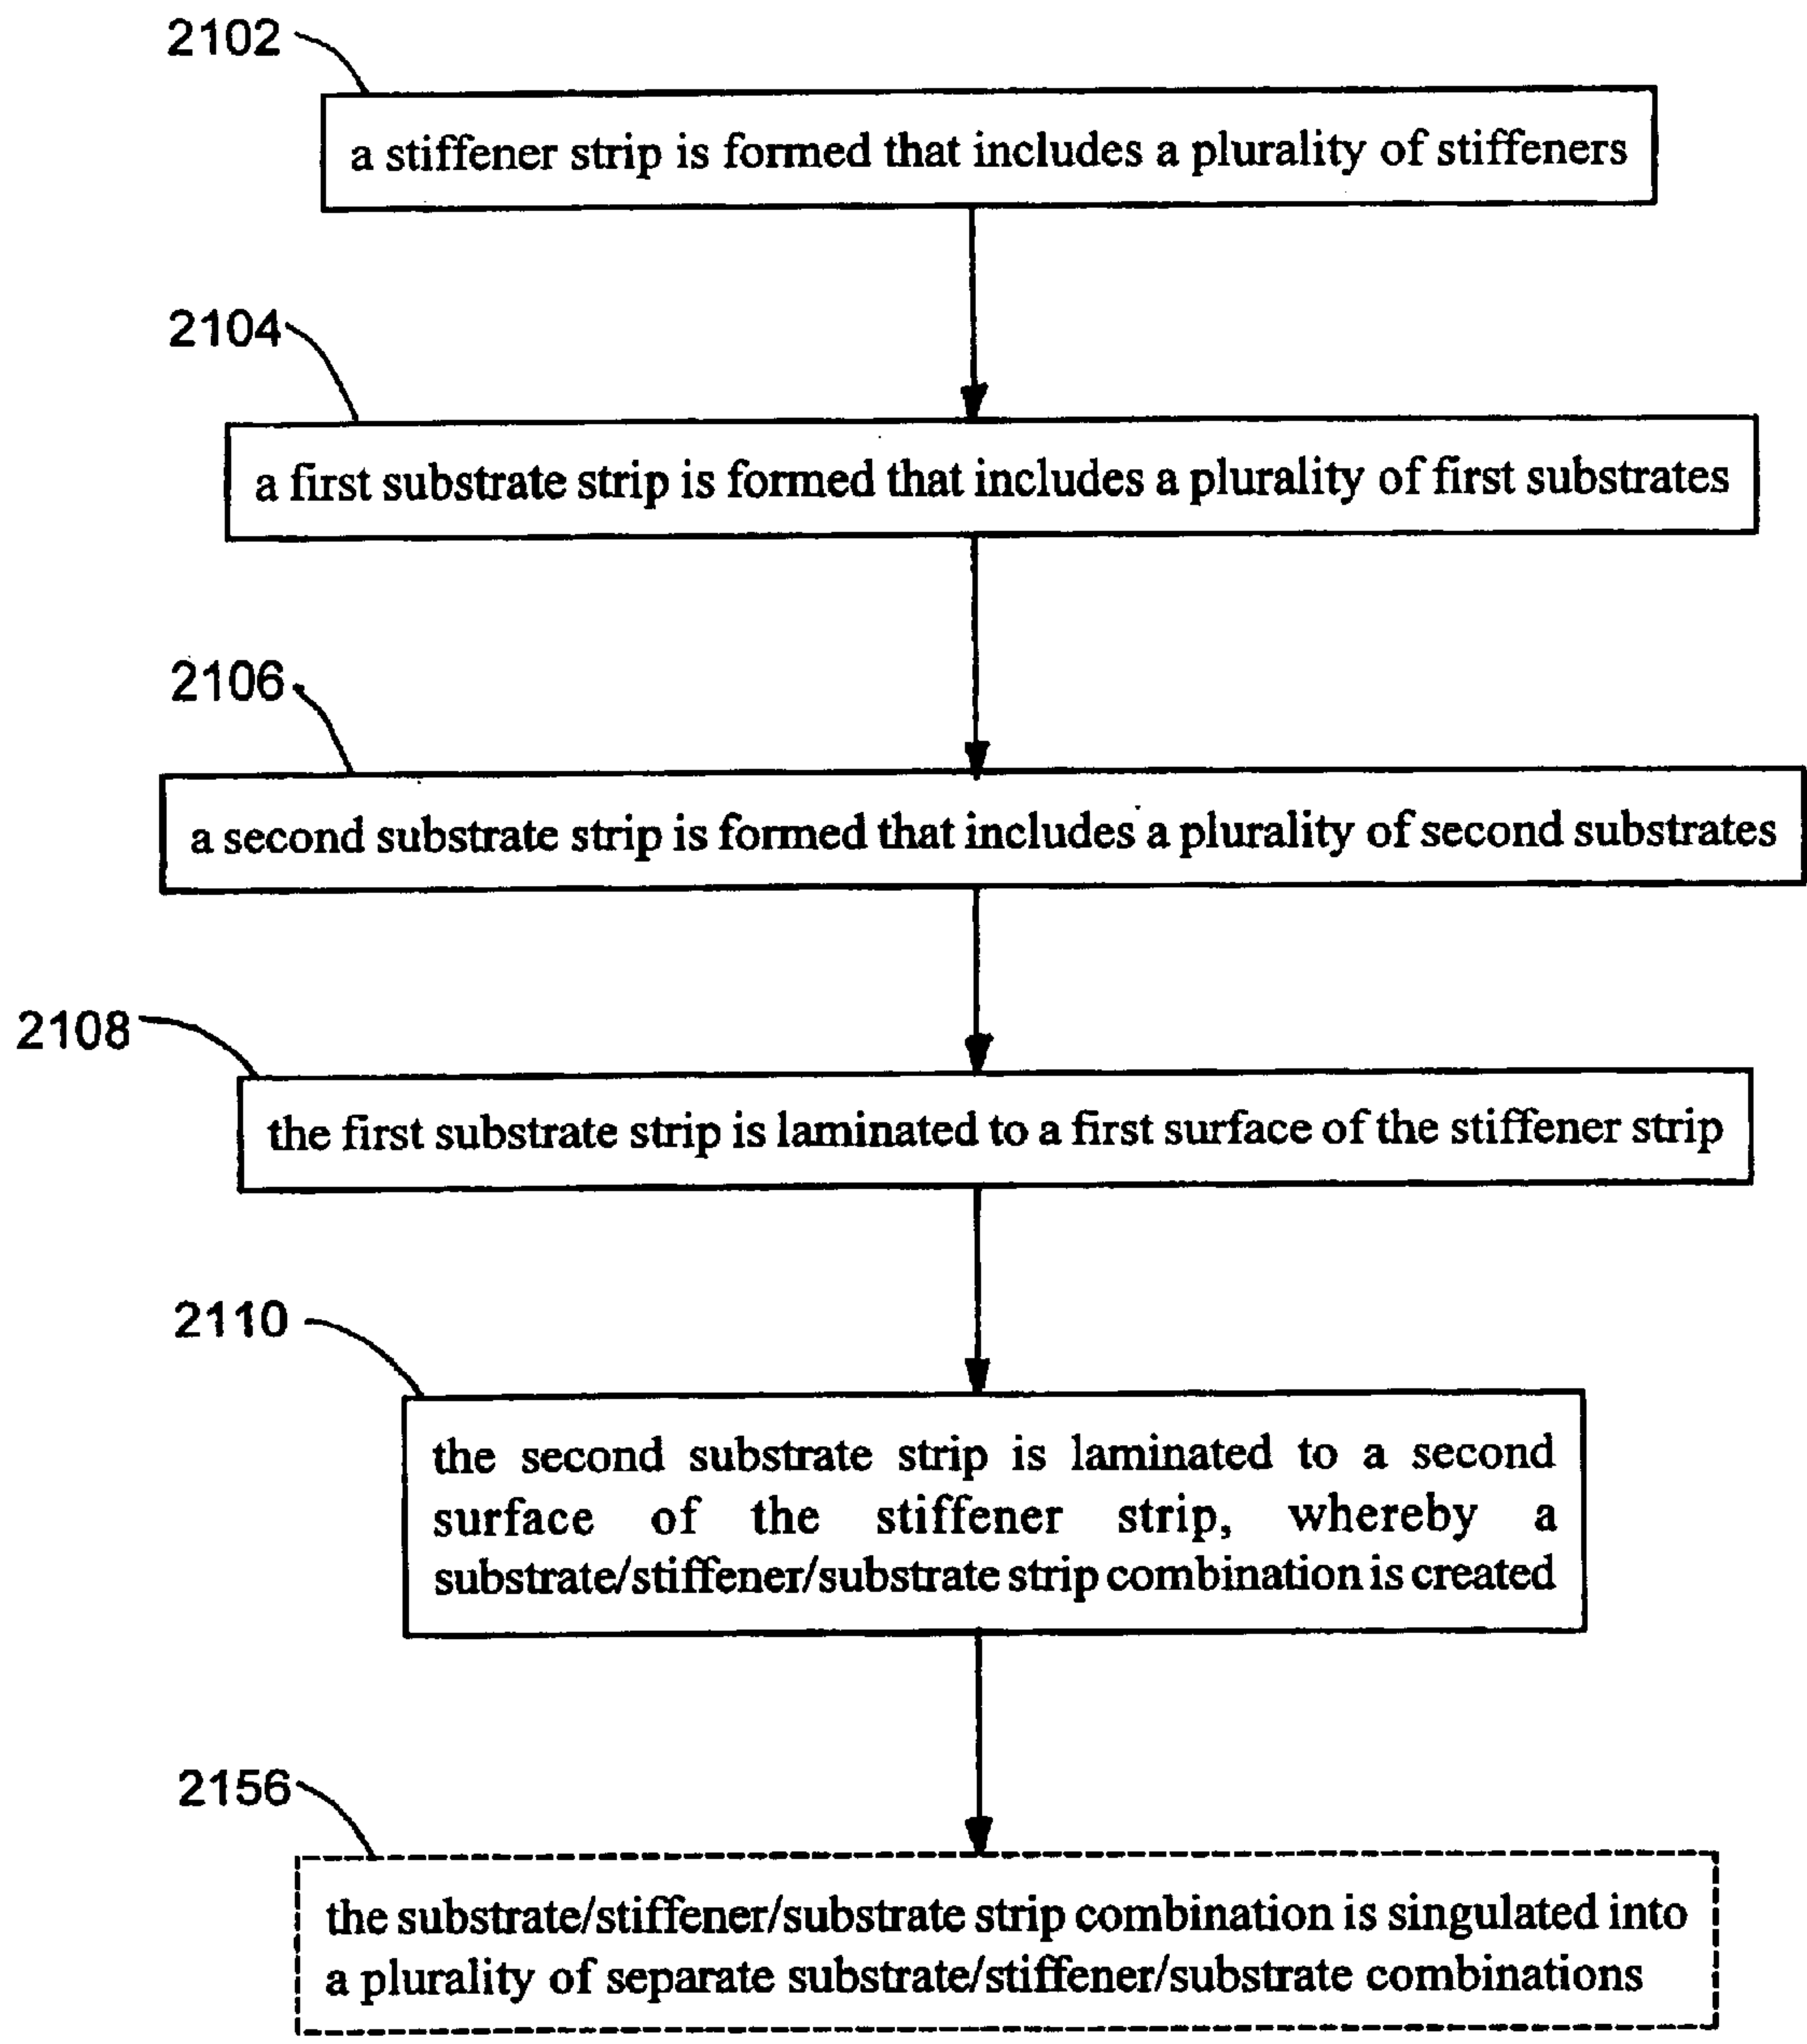 2102
a stiffener strip is formed that includes a plurality of stiffeners
2104
a first substrate strip is formed that includes a plurality of first substrates
2106
a second substrate strip is formed that includes a plurality of second substrates
2108
the first substrate strip is laminated to a first surface of the stiffener strip
2110
the second substrate strip is laminated to a second
surface of the stiffener strip, whereby a
substrate/stiffener/substrate strip combination is created
2156
the substrate/stiffener/substrate strip combination is singulated into
a plurality of separate substrate/stiffener/substrate combinations